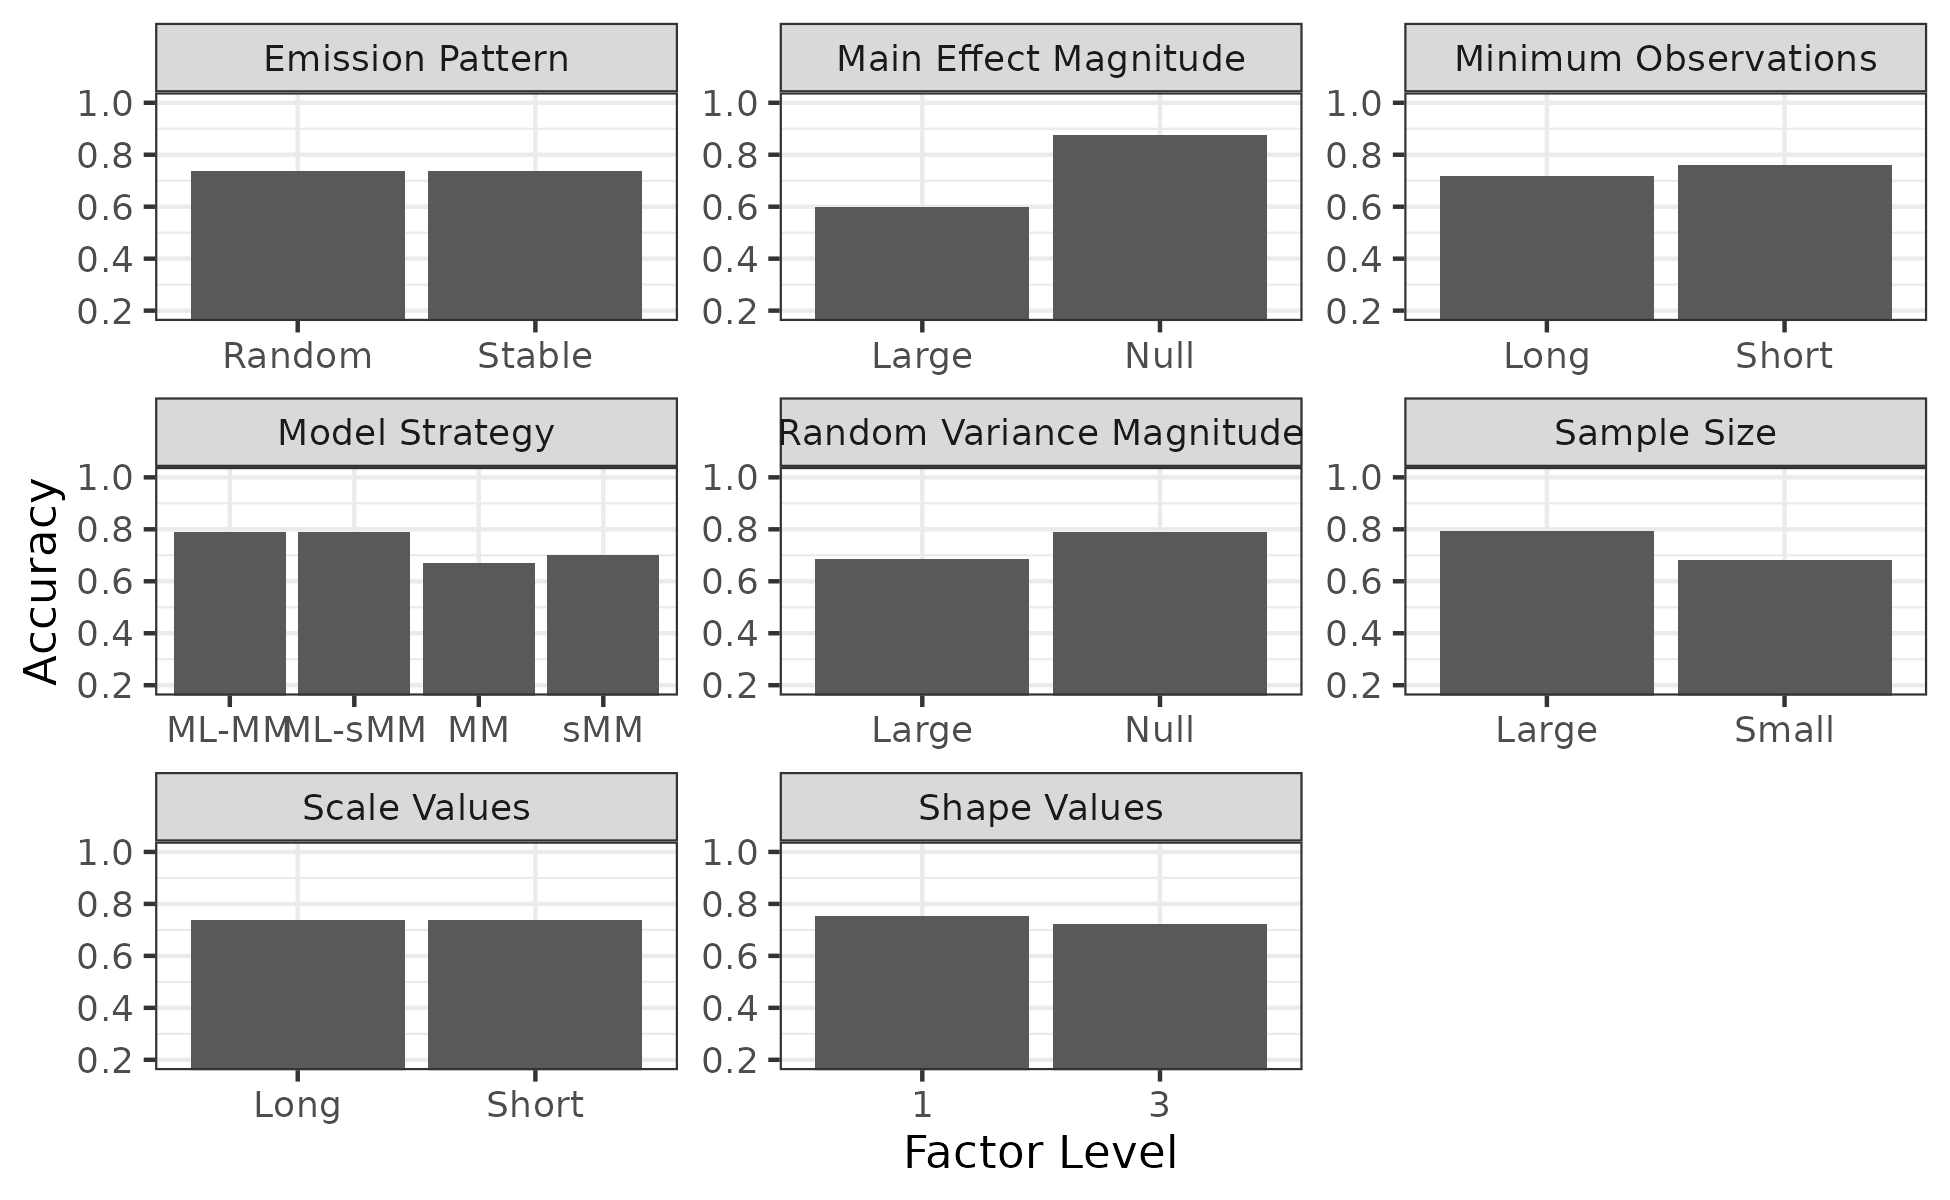 Emission Pattern
Main Effect Magnitude
Minimum Observations
1.0
0.8
0.6
0.4
0.2
1.0
0.8
0.6
0.4
0.2
1.0
0.8
0.6
0.4
0.2
Random Stable
Large Null
Long Short
Accuracy
Model Strategy
Random Variance Magnitude
Sample Size
1.0
0.8
0.6
0.4
0.2
1.0
0.8
0.6
0.4
0.2
1.0
0.8
0.6
0.4
0.2
ML-MM ML-sMM MM sMM
Large Null
Large Small
Scale Values
Shape Values
1.0
0.8
0.6
0.4
0.2
1.0
0.8
0.6
0.4
0.2
Long Short
1 3
Factor Level